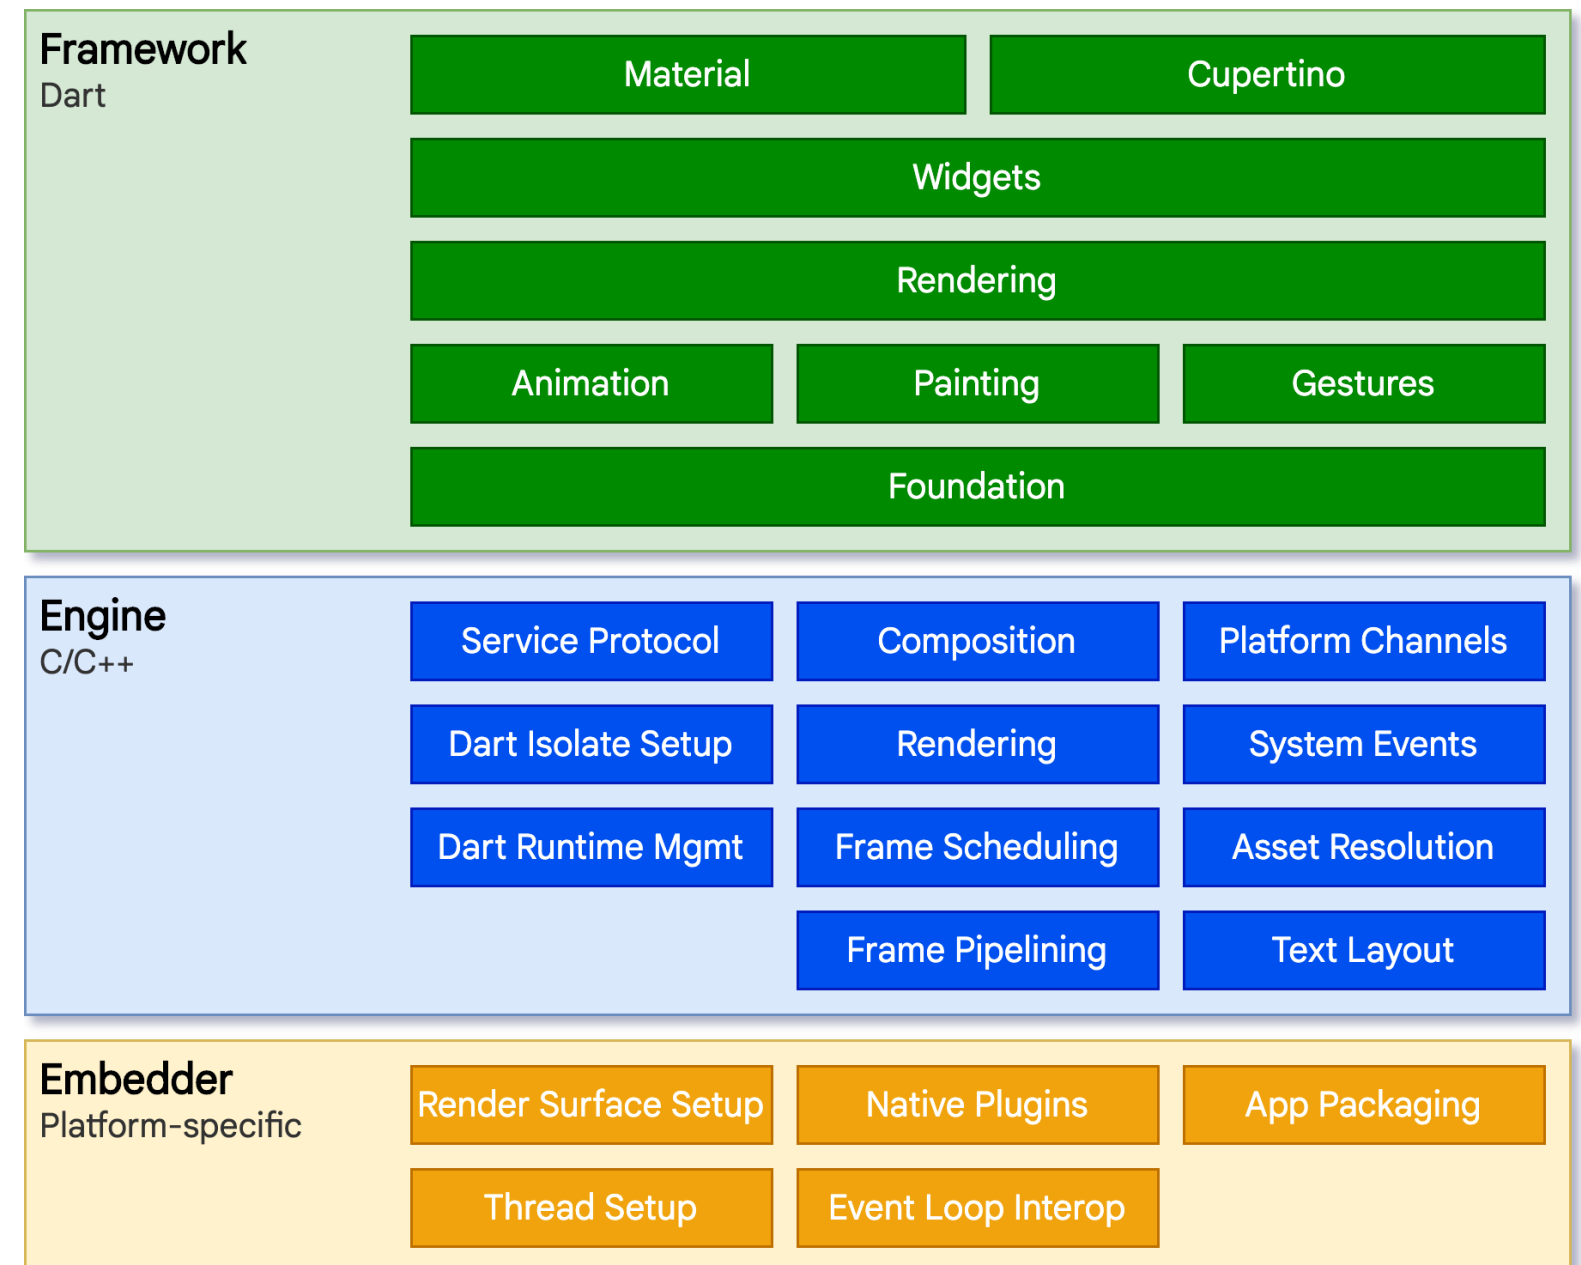 Framework
Dart
Material
Cupertino
Widgets
Rendering
Animation
Painting
Gestures
Foundation
Engine
C/C++
Service Protocol
Composition
Platform Channels
Dart Isolate Setup
Rendering
System Events
Dart Runtime Mgmt
Frame Scheduling
Asset Resolution
Frame Pipelining
Text Layout
Embedder
Platform-specific
Render Surface Setup
Native Plugins
App Packaging
Thread Setup
Event Loop Interop